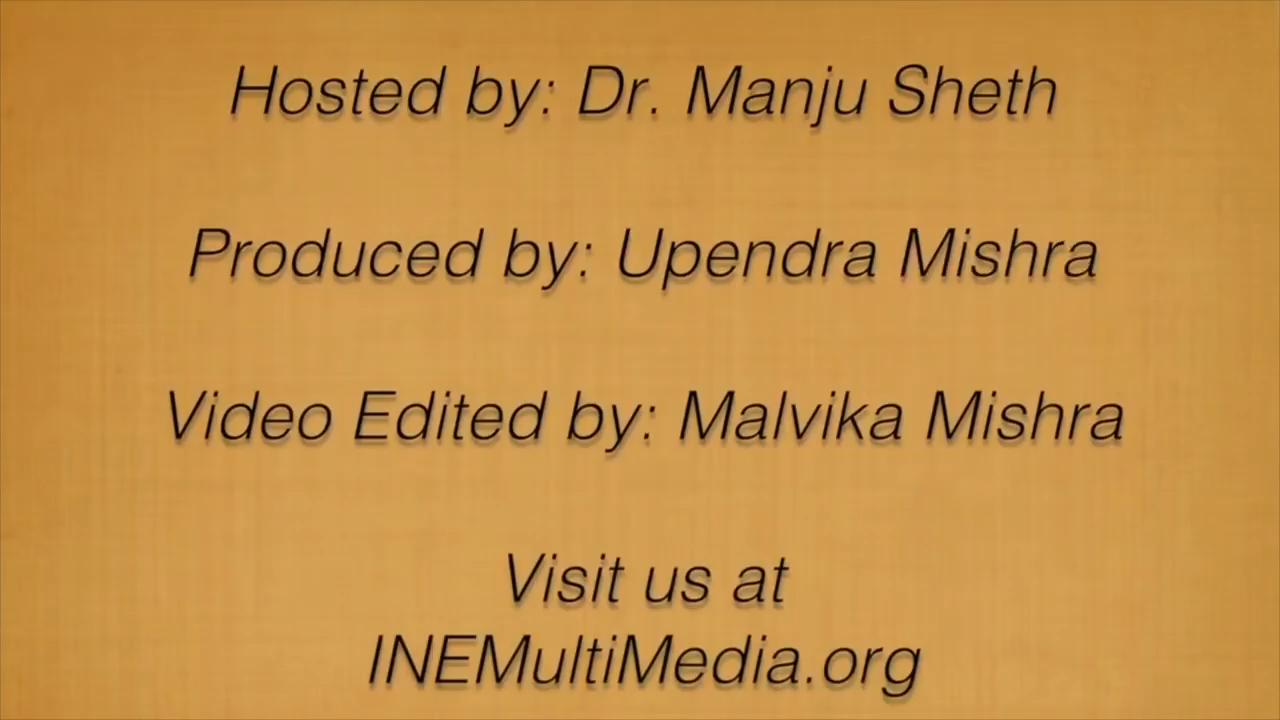 Hosted by: Dr. Manju Sheth
Produced by: Upendra Mishra
Video Edited by: Malvika Mishra
Visit us at
INEMultiMedia.org